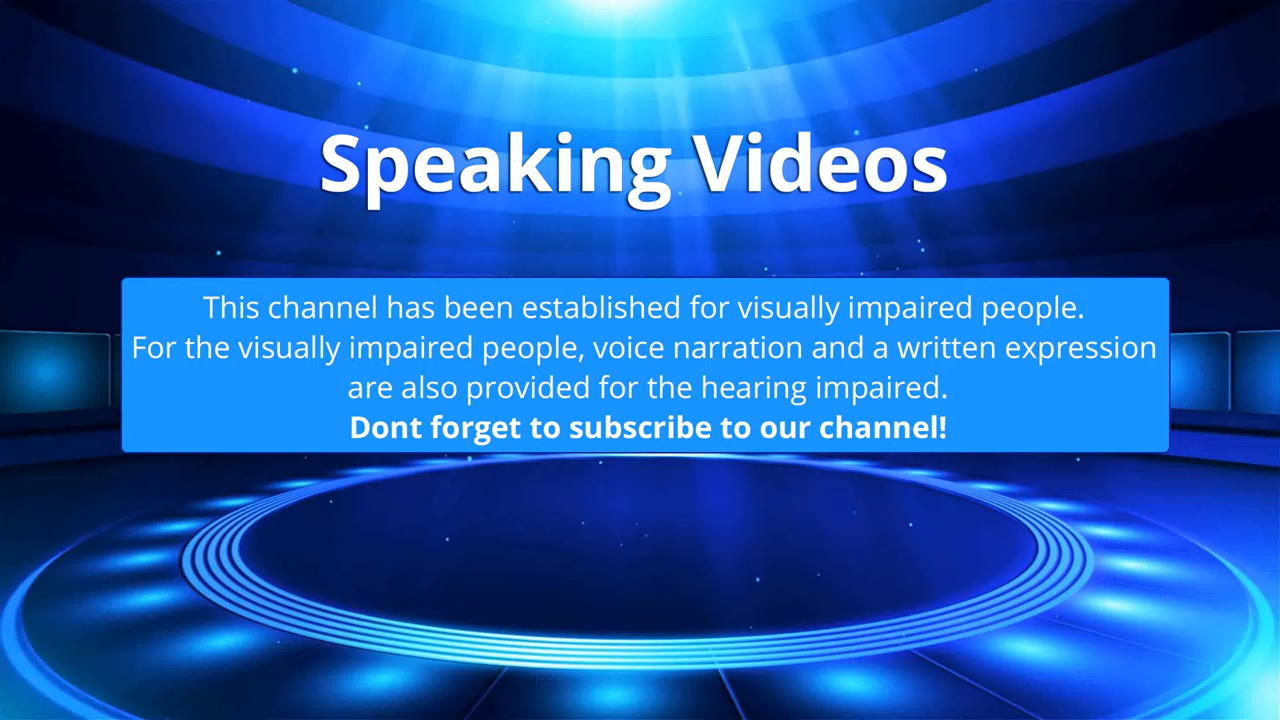 Speaking Videos
This channel has been established for visually impaired people.
For the visually impaired people, voice narration and a written expression
are also provided for the hearing impaired.
Dont forget to subscribe to our channel!